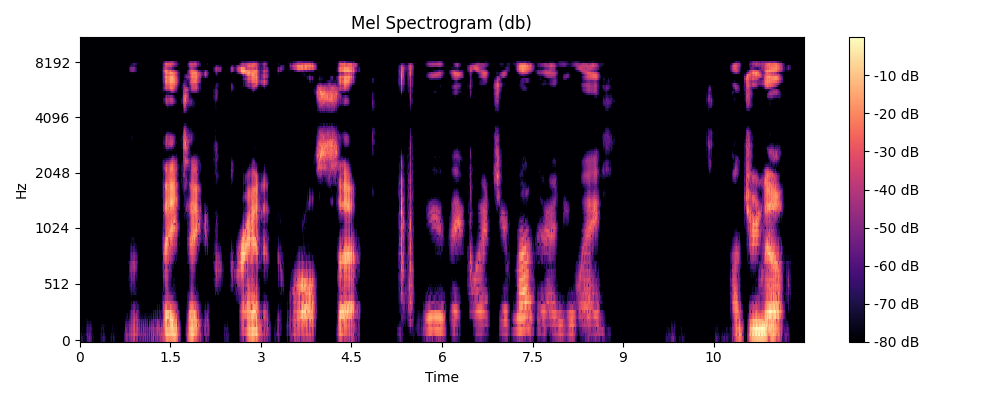 Mel Spectrogram (db)
8192
4096
2048
1024
512
0
Hz
0 1.5 3 4.5 6 7.5 9 10
Time
-10 dB
-20 dB
-30 dB
-40 dB
-50 dB
-60 dB
-70 dB
-80 dB